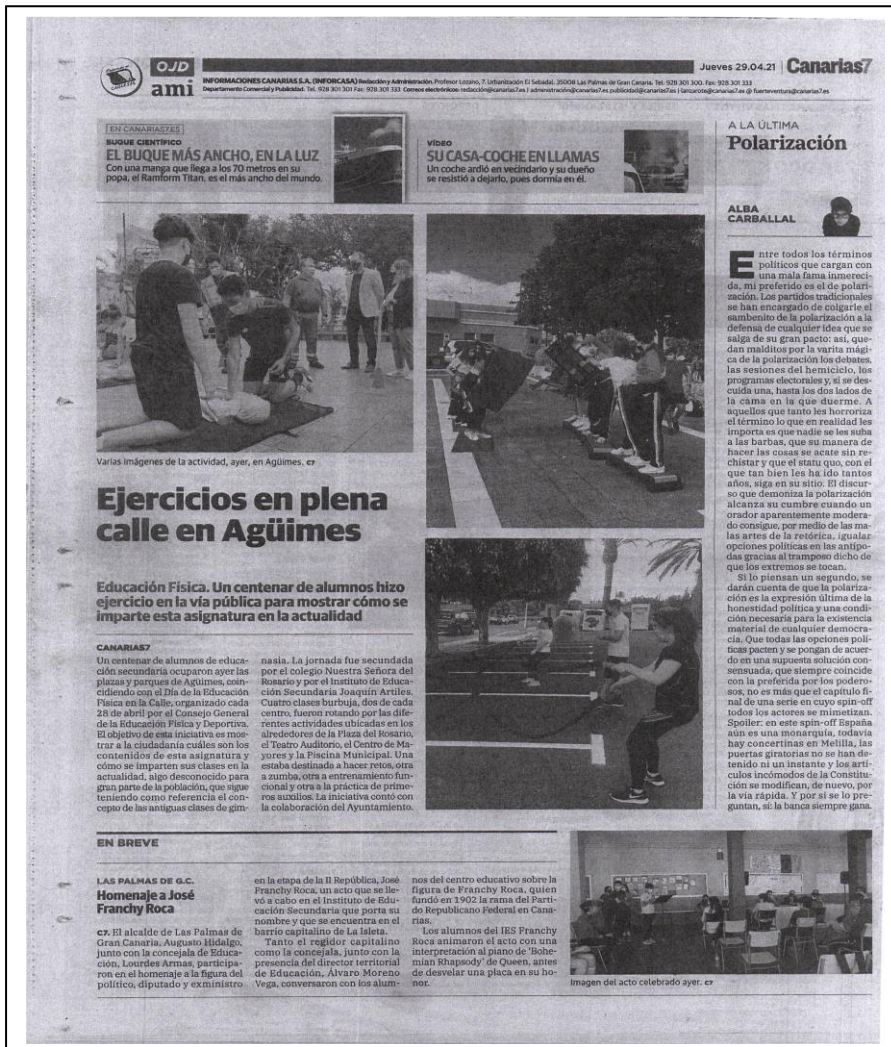 OJD
ami
Jueves 29.04.21
Canarias7
INFORMACIONES CANARIAS S.A. (INFORCASA) Redacción y Administración. Profesor Lozano, 7. Urbanización El Sebadal. 35008 Las Palmas de Gran Canaria. Tel. 928 301 300. Fax: 928 301 333
Departamento Comercial y Publicidad: Tel. 928 301 301 Fax: 928 301 333 Correos electrónicos: redacción@canarias7.es | administración@canarias7.es publicidad@canarias7.es | lanzarote@canarias7.es @ fuerteventura@canarias7.es
EN CANARIAS7.ES
BUQUE CIENTÍFICO
EL BUQUE MÁS ANCHO, EN LA LUZ
Con una manga que llega a los 70 metros en su
popa, el Ramform Titan, es el más ancho del mundo.
VÍDEO
SU CASA-COCHE EN LLAMAS
Un coche ardió en vecindario y su dueño
se resistió a dejarlo, pues dormía en él.
Varias imágenes de la actividad, ayer, en Agüimes. C7
Ejercicios en plena
calle en Agüimes
Educación Física. Un centenar de alumnos hizo
ejercicio en la vía pública para mostrar cómo se
imparte esta asignatura en la actualidad
CANARIAS7
Un centenar de alumnos de educa-
ción secundaria ocuparon ayer las
plazas y parques de Agüimes, coin-
cidiendo con el Día de la Educación
Física en la Calle, organizado cada
28 de abril por el Consejo General
de la Educación Física y Deportiva.
El objetivo de esta iniciativa es mos-
trar a la ciudadanía cuáles son los
contenidos de esta asignatura y
cómo se imparten sus clases en la
actualidad, algo desconocido para
gran parte de la población, que sigue
teniendo como referencia el con-
cepto de las antiguas clases de gim-
nasia. La jornada fue secundada
por el colegio Nuestra Señora del
Rosario y por el Instituto de Educa-
ción Secundaria Joaquín Artiles.
Cuatro clases burbuja, dos de cada
centro, fueron rotando por las dife-
rentes actividades ubicadas en los
alrededores de la Plaza del Rosario,
el Teatro Auditorio, el Centro de Ma-
yores y la Piscina Municipal. Una
estaba destinada a hacer retos, otra
a zumba, otra a entrenamiento fun-
cional y otra a la práctica de prime-
ros auxilios. La iniciativa contó con
la colaboración del Ayuntamiento.
A LA ÚLTIMA
Polarización
ALBA
CARBALLAL
Entre todos los términos
políticos que cargan con
una mala fama inmereci-
da, mi preferido es el de polari-
zación. Los partidos tradicionales
se han encargado de colgarle el
sambenito de la polarización a la
defensa de cualquier idea que se
salga de su gran pacto: así, que-
dan malditos por la varita mági-
ca de la polarización los debates,
las sesiones del hemiciclo, los
programas electorales y, si se des-
cuida una, hasta los dos lados de
la cama en la que duerme. A
aquellos que tanto les horroriza
el término lo que en realidad les
importa es que nadie se les suba
a las barbas, que su manera de
hacer las cosas se acate sin re-
chistar y que el statu quo, con el
que tan bien les ha ido tantos
años, siga en su sitio. El discur-
so que demoniza la polarización
alcanza su cumbre cuando un
orador aparentemente modera-
do consigue, por medio de las ma-
las artes de la retórica, igualar
opciones políticas en las antípo-
das gracias al tramposo dicho de
que los extremos se tocan.
Si lo piensan un segundo, se
darán cuenta de que la polariza-
ción es la expresión última de la
honestidad política y una condi-
ción necesaria para la existencia
material de cualquier democra-
cia. Que todas las opciones polí-
ticas pacten y se pongan de acuer-
do en una supuesta solución con-
sensuada, que siempre coincide
con la preferida por los podero-
sos, no es más que el capítulo fi-
nal de una serie en cuyo spin-off
todos los actores se mimetizan.
Spoiler: en este spin-off España
aún es una monarquía, todavía
hay concertinas en Melilla, las
puertas giratorias no se han de-
tenido ni un instante y los artí-
culos incómodos de la Constitu-
ción se modifican, de nuevo, por
la vía rápida. Y por si se lo pre-
guntan, sí: la banca siempre gana.
EN BREVE
LAS PALMAS DE G.C.
Homenaje a José
Franchy Roca
C7. El alcalde de Las Palmas de
Gran Canaria, Augusto Hidalgo,
junto con la concejala de Educa-
ción, Lourdes Armas, participa-
ron en el homenaje a la figura del
político, diputado y exministro
en la etapa de la II República, José
Franchy Roca, un acto que se lle-
vó a cabo en el Instituto de Edu-
cación Secundaria que porta su
nombre y que se encuentra en el
barrio capitalino de La Isleta.
Tanto el regidor capitalino
como la concejala, junto con la
presencia del director territorial
de Educación, Álvaro Moreno
Vega, conversaron con los alum-
nos del centro educativo sobre la
figura de Franchy Roca, quien
fundó en 1902 la rama del Parti-
do Republicano Federal en Cana-
rias.
Los alumnos del IES Franchy
Roca animaron el acto con una
interpretación al piano de 'Bohe-
mian Rhapsody' de Queen, antes
de desvelar una placa en su ho-
nor.
Imagen del acto celebrado ayer. C7